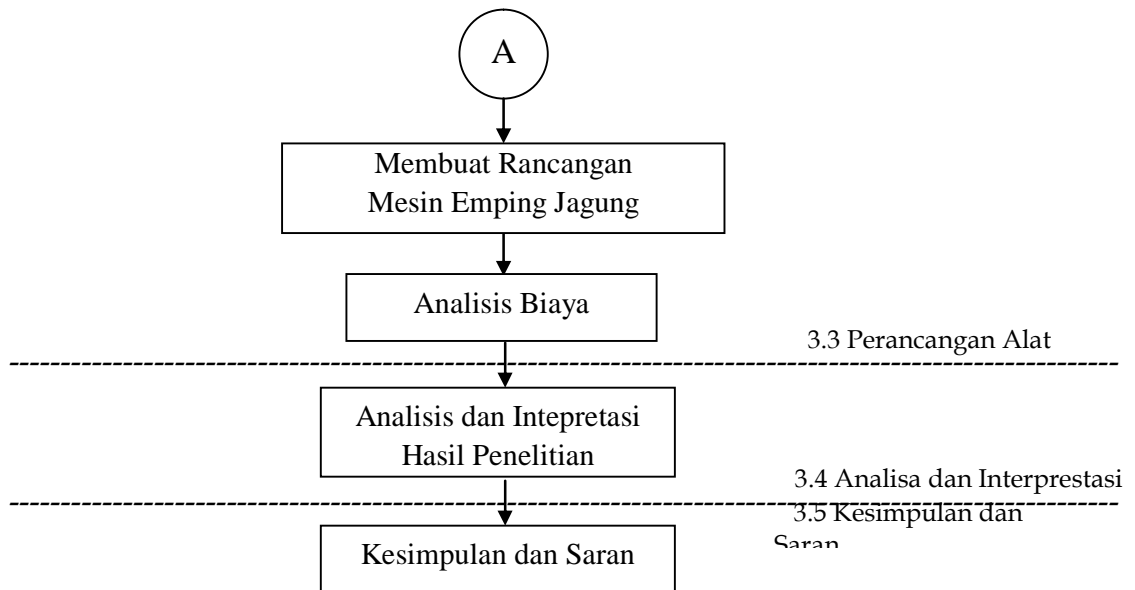 A
Membuat Rancangan
Mesin Emping Jagung
Analisis Biaya
3.3 Perancangan Alat
Analisis dan Intepretasi
Hasil Penelitian
3.4 Analisa dan Interprestasi
3.5 Kesimpulan dan
Saran
Kesimpulan dan Saran